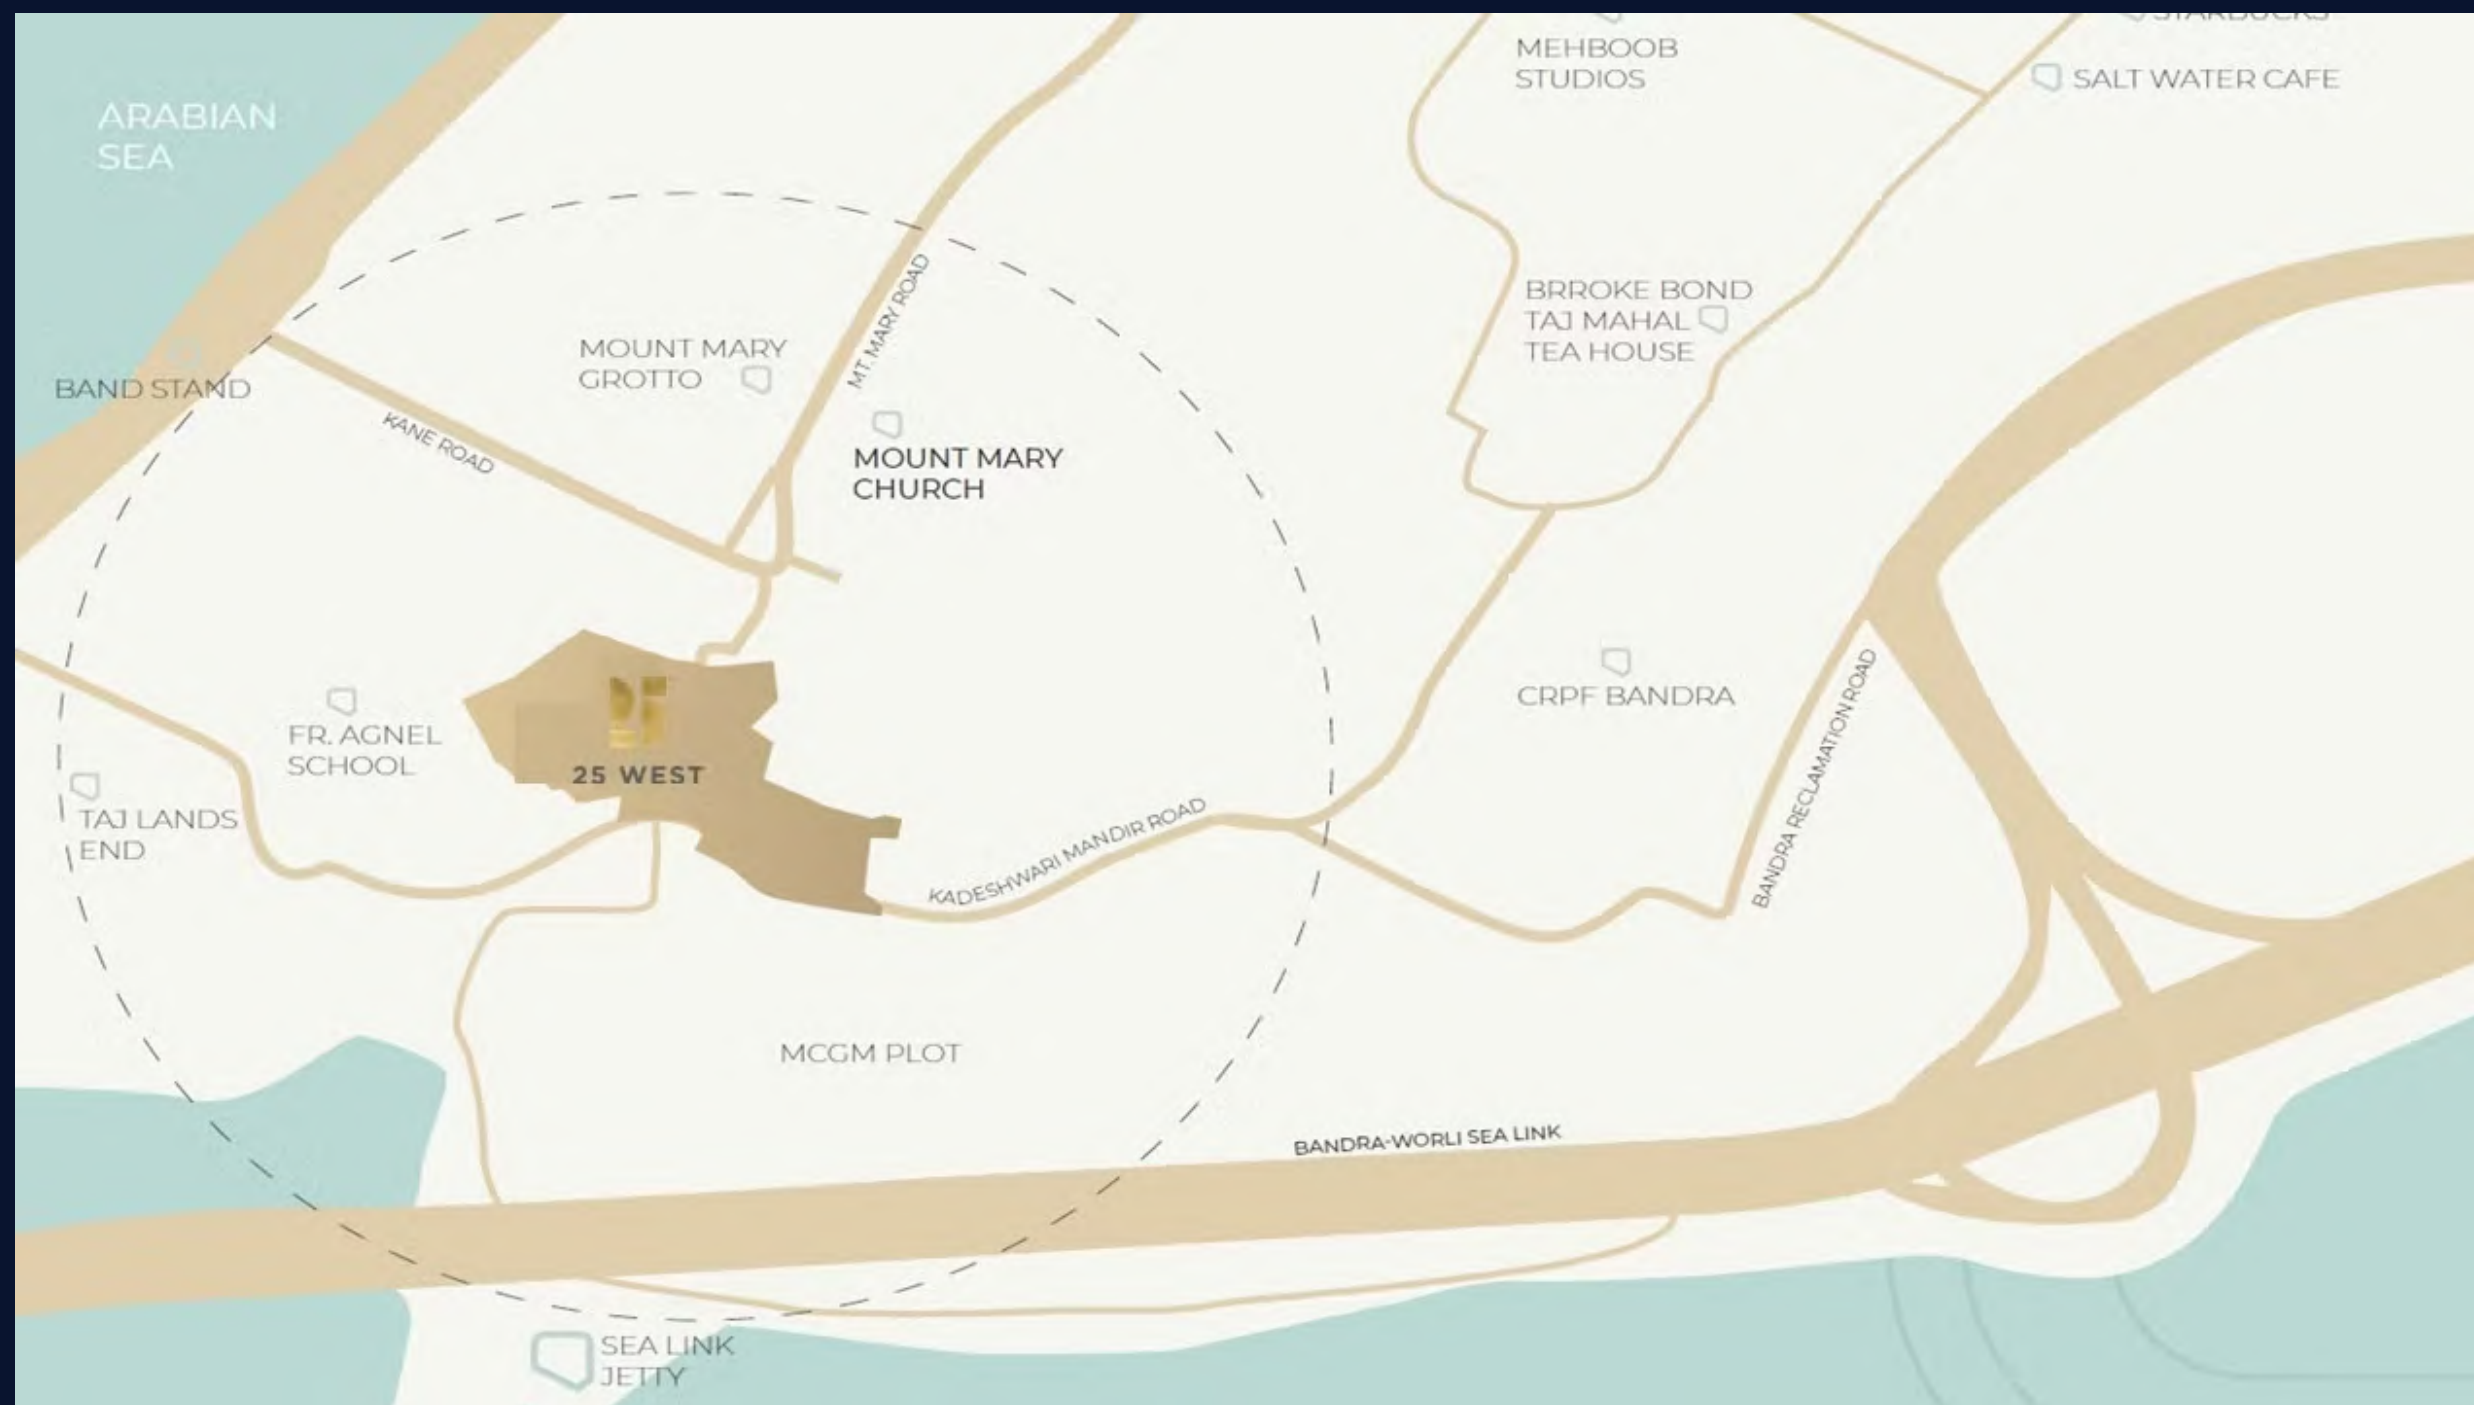 STARBUCKS
MEHBOOB
STUDIOS
SALT WATER CAFE
ARABIAN
SEA
BRROKE BOND
TAJ MAHAL
TEA HOUSE
MT. MARY ROAD
MOUNT MARY
GROTTO
BAND STAND
KANE ROAD
MOUNT MARY
CHURCH
CRPF BANDRA
BANDRA RECLAMATION ROAD
FR. AGNEL
SCHOOL
25 WEST
TAJ LANDS
END
KADESHWARI MANDIR ROAD
MCGM PLOT
BANDRA-WORLI SEA LINK
SEA LINK
JETTY